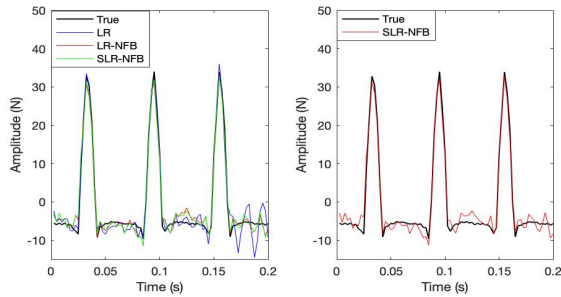 50
True
LR
LR-NFB
SLR-NFB
40
30
20
10
0
-10
Amplitude (N)
0
0.05
0.1
0.15
0.2
Time (s)
50
True
SLR-NFB
40
30
20
10
0
-10
Amplitude (N)
0
0.05
0.1
0.15
0.2
Time (s)